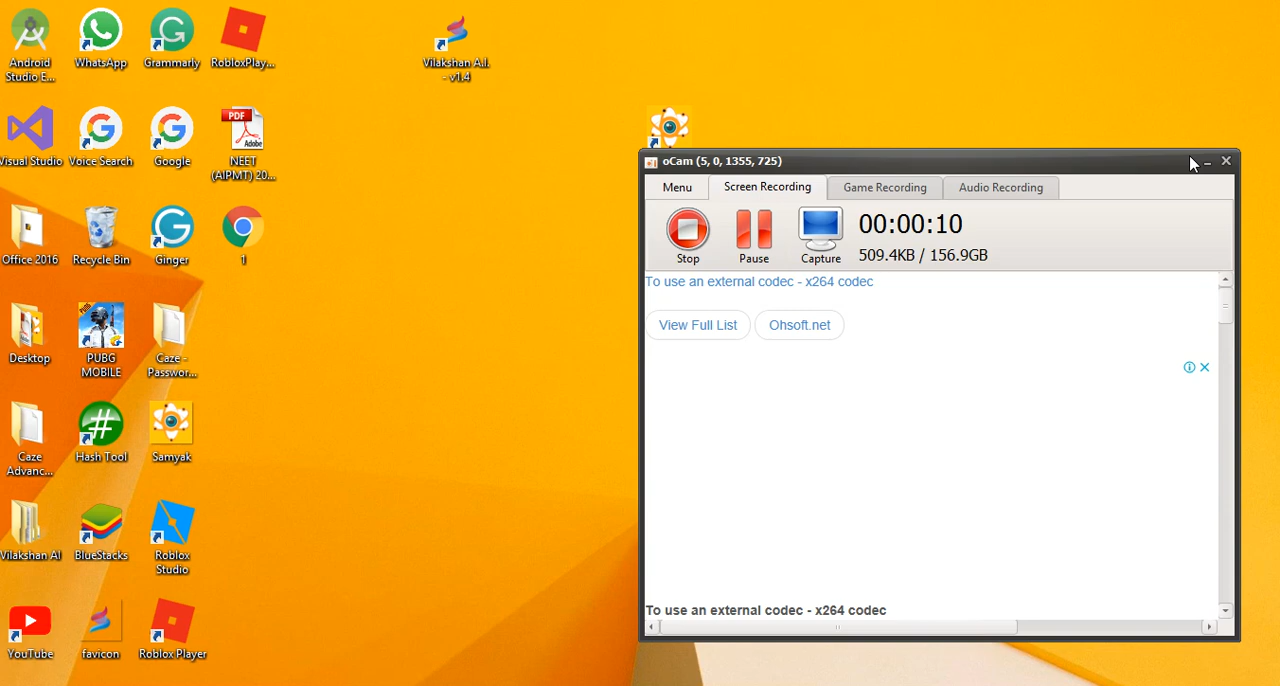 Android
Studio E...
WhatsApp
Grammarly
RobloxPlay...
Vilakshan A.I.
- v1.4
Visual Studio
Voice Search
Google
PDF
Adobe
NEET
(AIPMT) 20...
Office 2016
Recycle Bin
Ginger
1
Desktop
PUBG
MOBILE
Caze -
Passwor...
Caze
Advanc...
Hash Tool
Samyak
Vilakshan AI
BlueStacks
Roblox
Studio
YouTube
favicon
Roblox Player
oCam (5, 0, 1355, 725)
Menu
Screen Recording
Game Recording
Audio Recording
Stop
Pause
Capture
00:00:10
509.4KB / 156.9GB
To use an external codec - x264 codec
View Full List
Ohsoft.net
To use an external codec - x264 codec